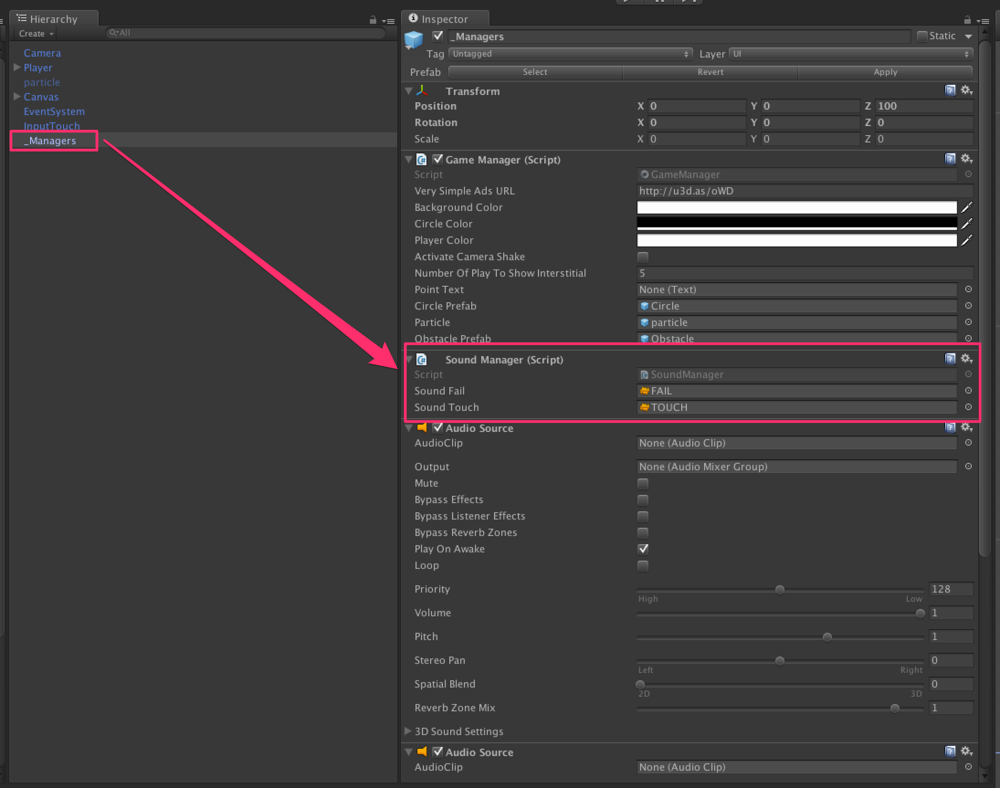 Hierarchy
Create
All
Camera
Player
particle
Canvas
EventSystem
InputTouch
_Managers
Inspector
_Managers
Static
Tag Untagged Layer UI
Prefab Select Revert Apply
Transform
Position X 0 Y 0 Z 100
Rotation X 0 Y 0 Z 0
Scale X 0 Y 0 Z 0
Game Manager (Script)
Script GameManager
Very Simple Ads URL http://u3d.as/oWD
Background Color
Circle Color
Player Color
Activate Camera Shake
Number Of Play To Show Interstitial 5
Point Text None (Text)
Circle Prefab Circle
Particle particle
Obstacle Prefab Obstacle
Sound Manager (Script)
Script SoundManager
Sound Fail FAIL
Sound Touch TOUCH
Audio Source
AudioClip None (Audio Clip)
Output None (Audio Mixer Group)
Mute
Bypass Effects
Bypass Listener Effects
Bypass Reverb Zones
Play On Awake
Loop
Priority 128
High Low
Volume 1
Pitch 1
Stereo Pan 0
Left Right
Spatial Blend 0
2D 3D
Reverb Zone Mix 1
3D Sound Settings
Audio Source
AudioClip None (Audio Clip)